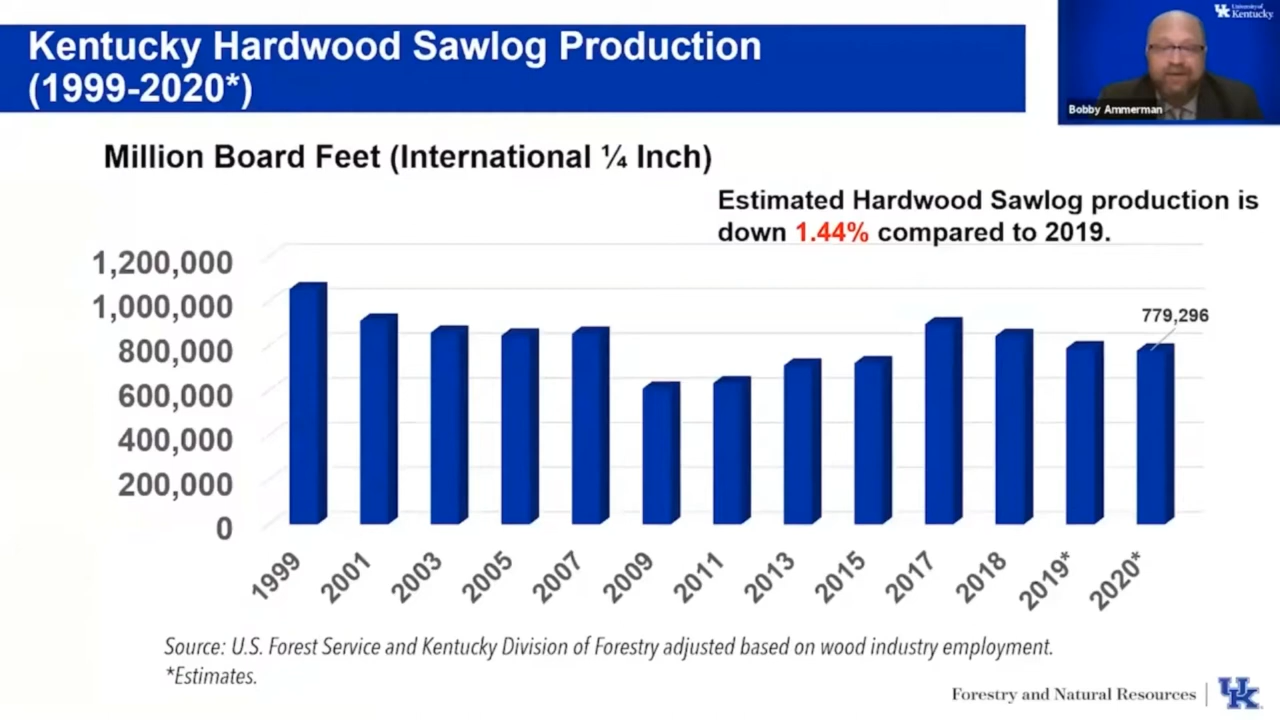 Kentucky Hardwood Sawlog Production
(1999-2020*)
University of
Kentucky
Bobby Ammerman
Million Board Feet (International ¼ Inch)
Estimated Hardwood Sawlog production is
down 1.44% compared to 2019.
1,200,000
1,000,000
800,000
600,000
400,000
200,000
0
779,296
1999
2001
2003
2005
2007
2009
2011
2013
2015
2017
2018
2019*
2020*
Source: U.S. Forest Service and Kentucky Division of Forestry adjusted based on wood industry employment.
*Estimates.
Forestry and Natural Resources
UK